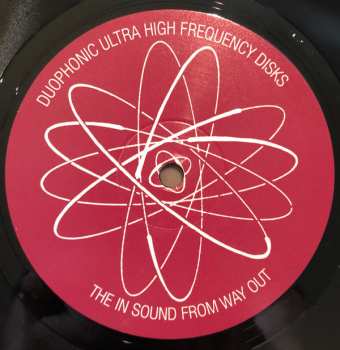 DUOPHONIC ULTRA HIGH FREQUENCY DISKS
THE IN SOUND FROM WAY OUT